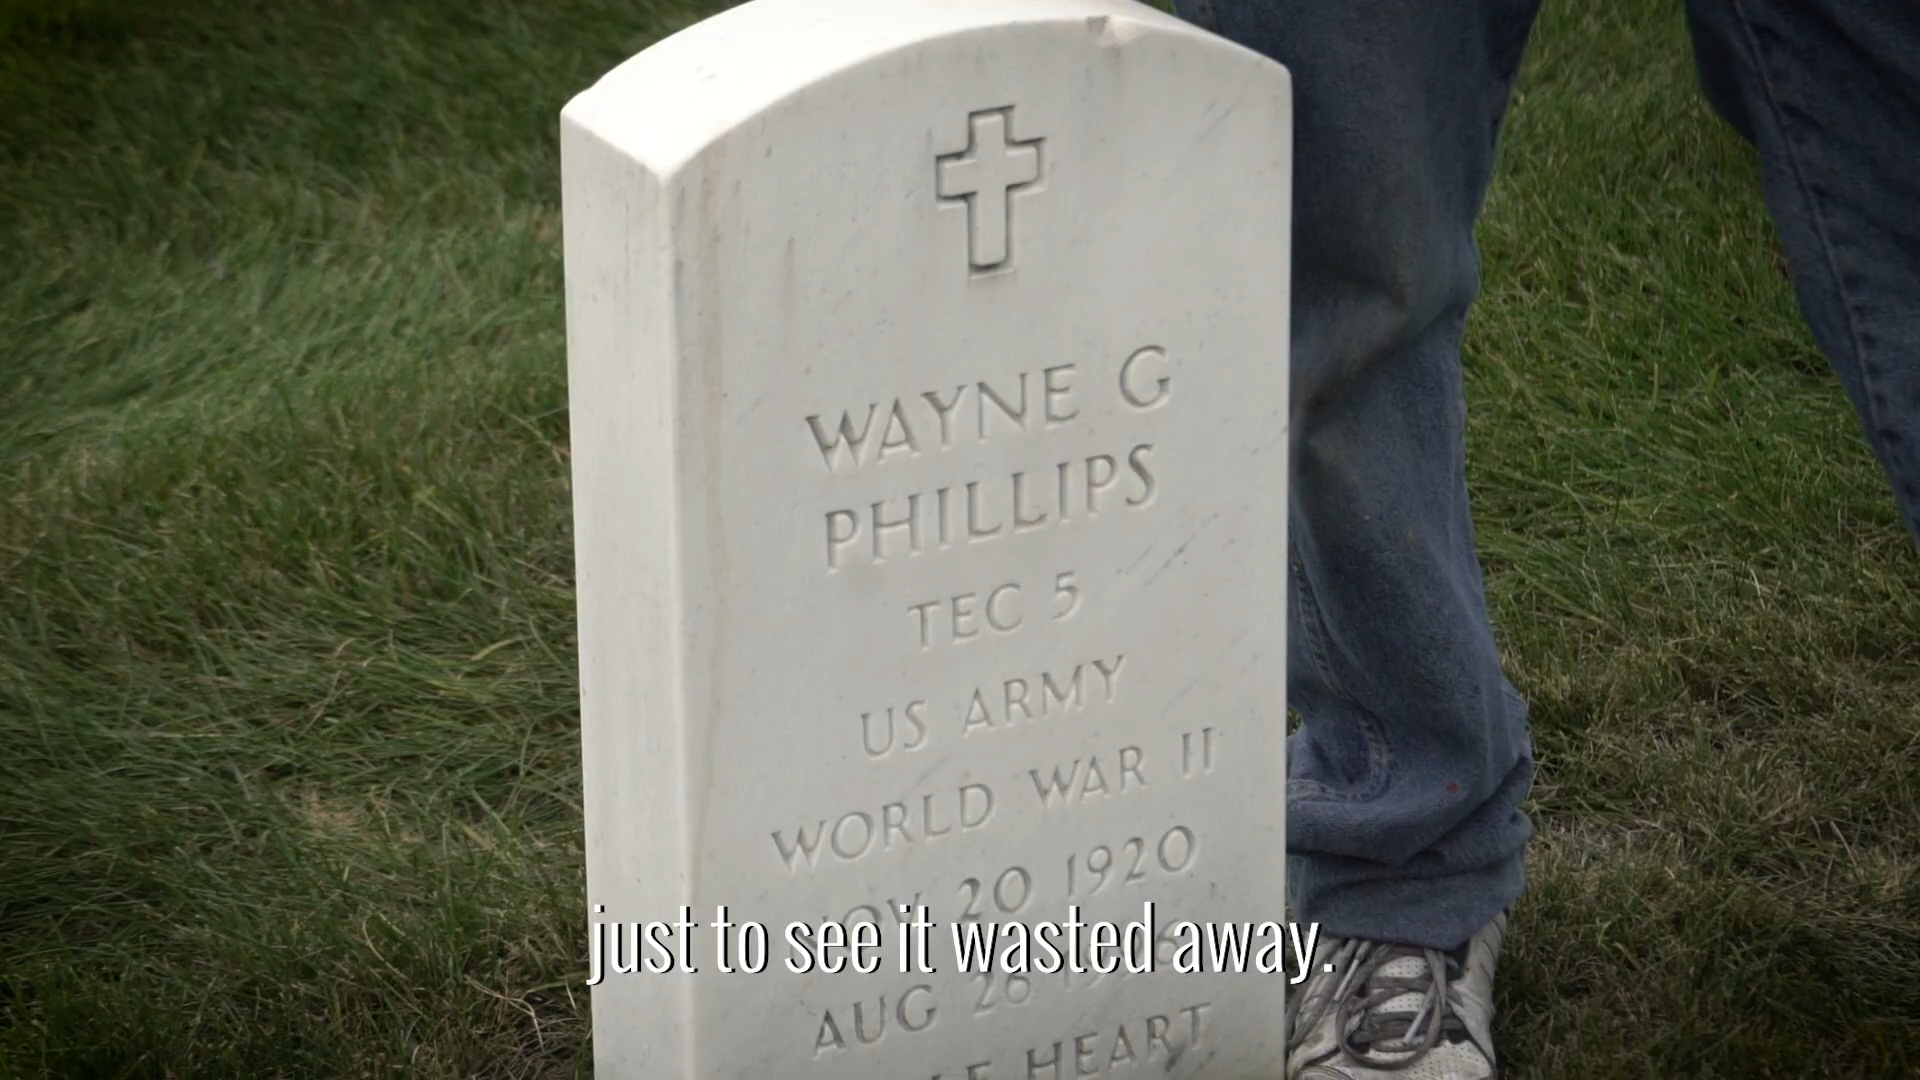 WAYNE G
PHILLIPS
TEC 5
US ARMY
WORLD WAR II
NOV 20 1920
just to see it wasted away.
AUG 26
HEART